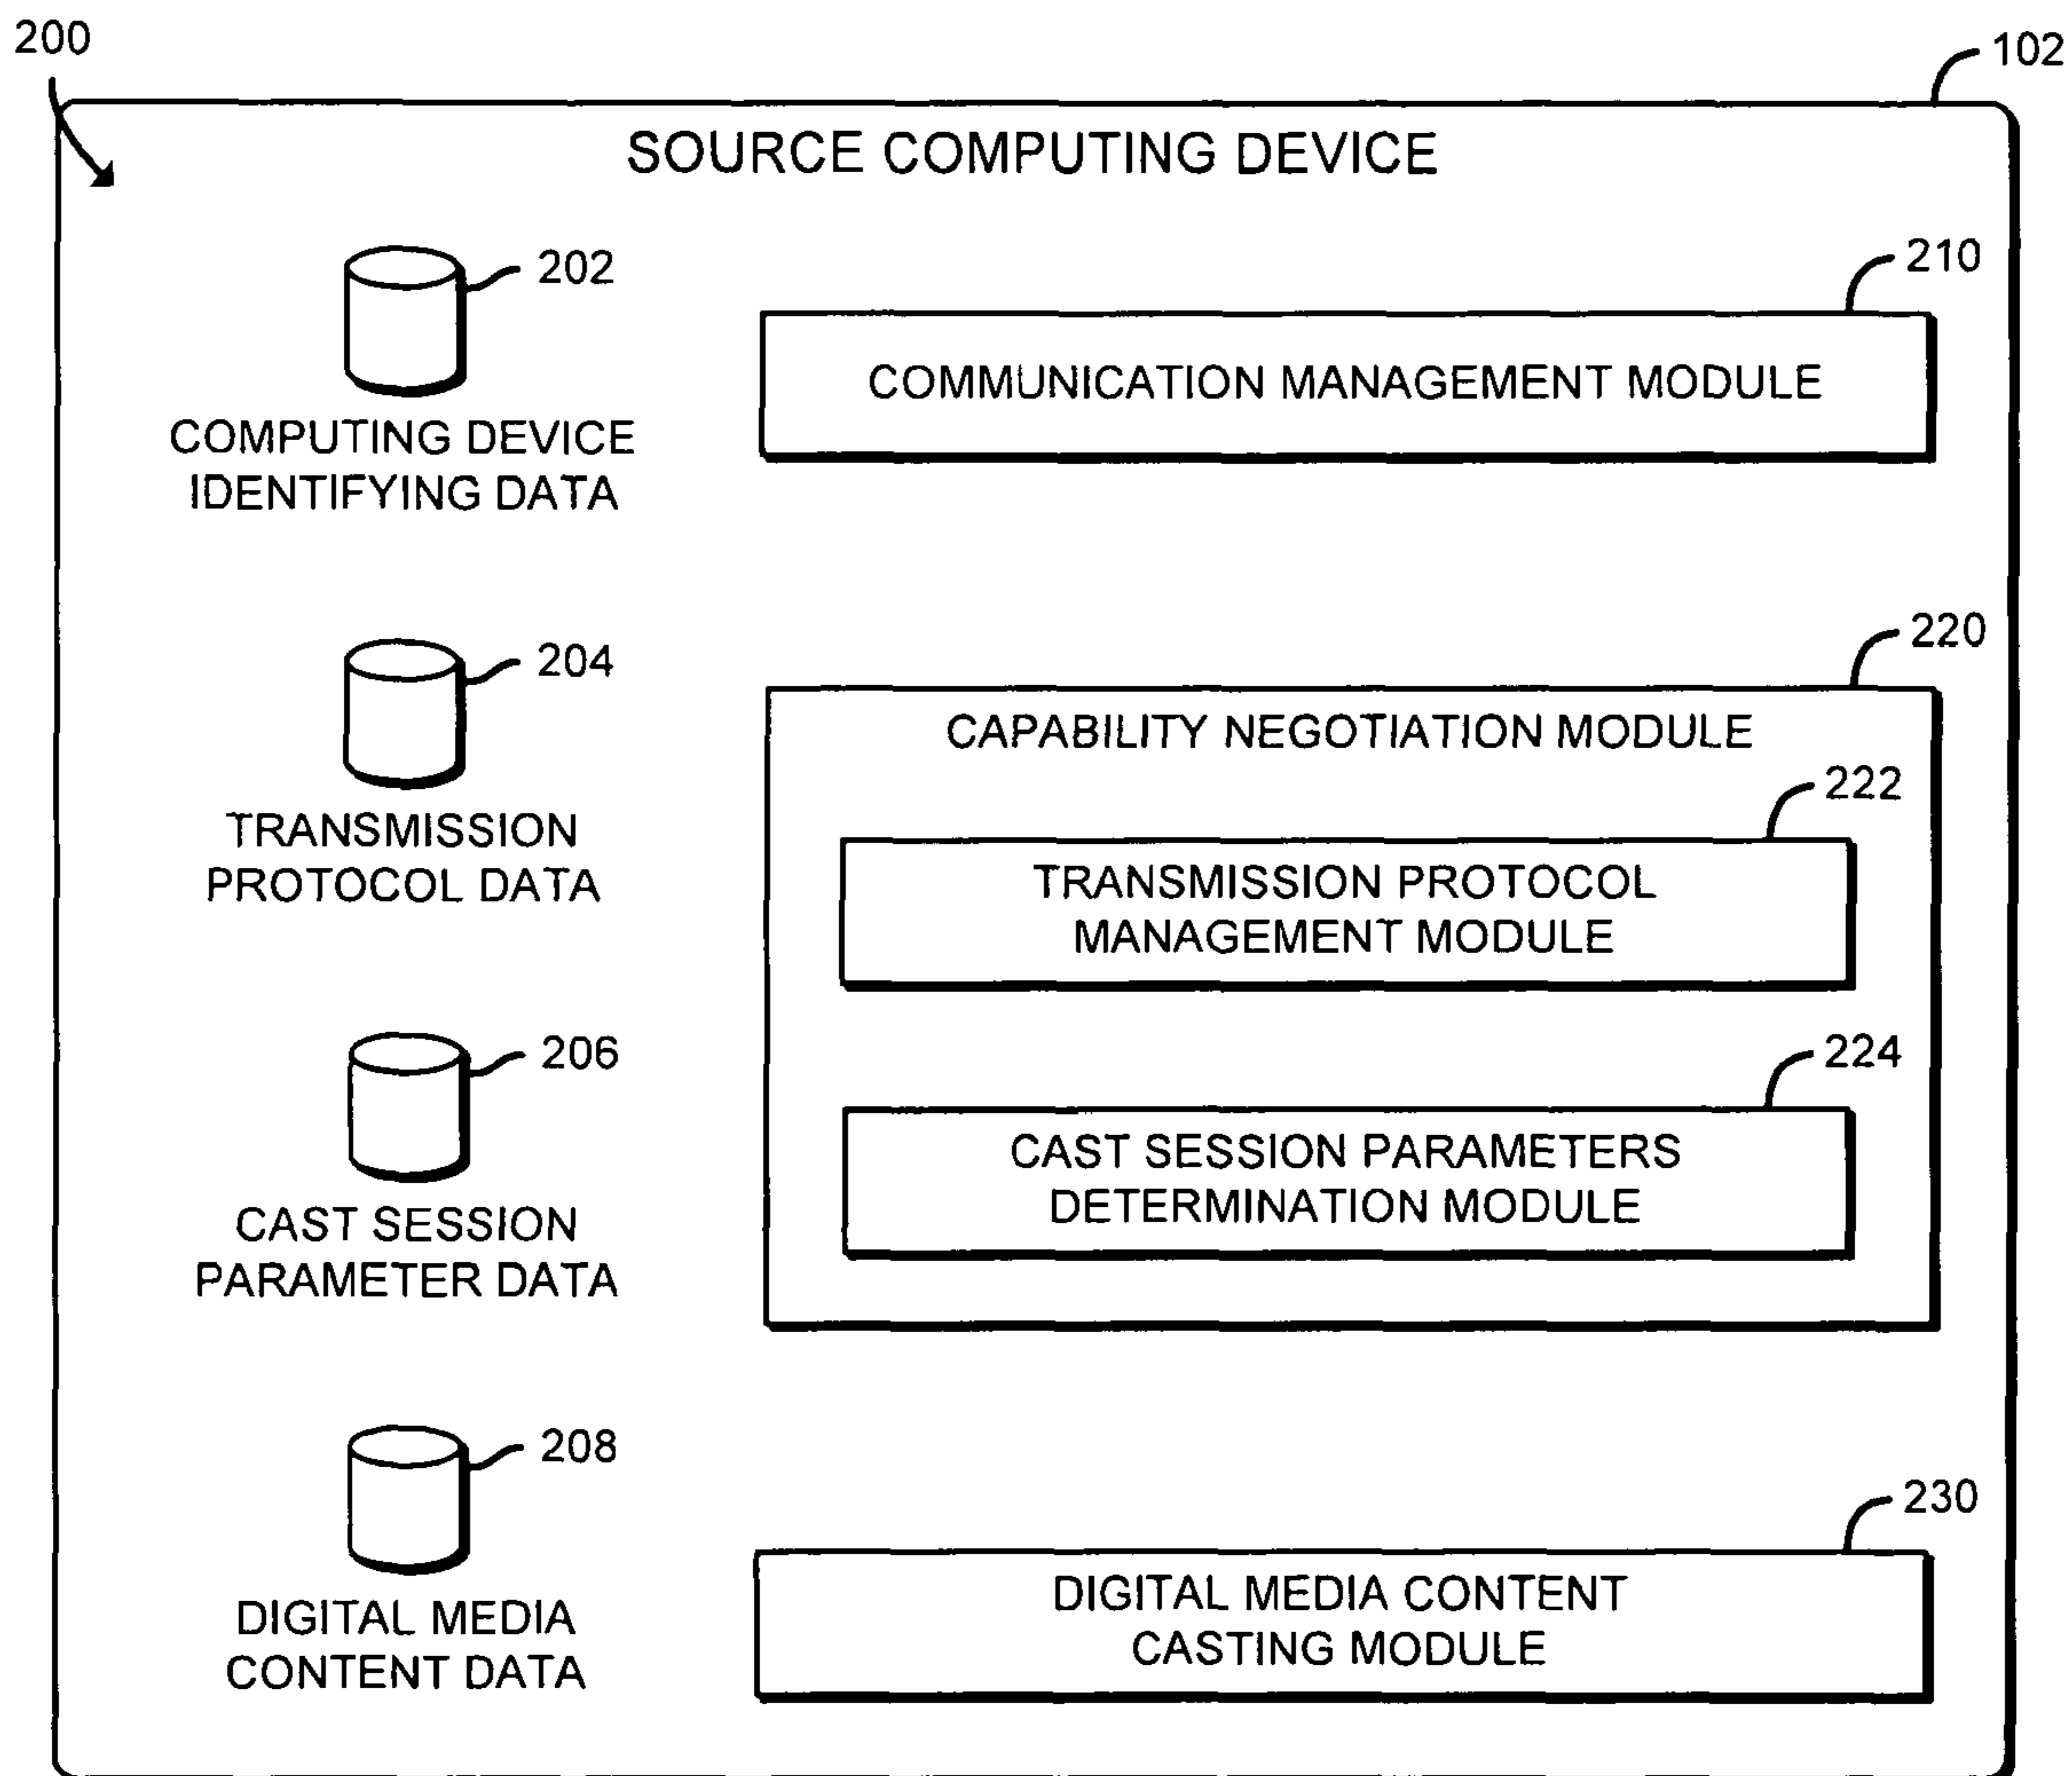 200
102
SOURCE COMPUTING DEVICE
202
COMPUTING DEVICE
IDENTIFYING DATA
210
COMMUNICATION MANAGEMENT MODULE
204
TRANSMISSION
PROTOCOL DATA
220
CAPABILITY NEGOTIATION MODULE
222
TRANSMISSION PROTOCOL
MANAGEMENT MODULE
206
CAST SESSION
PARAMETER DATA
224
CAST SESSION PARAMETERS
DETERMINATION MODULE
208
DIGITAL MEDIA
CONTENT DATA
230
DIGITAL MEDIA CONTENT
CASTING MODULE